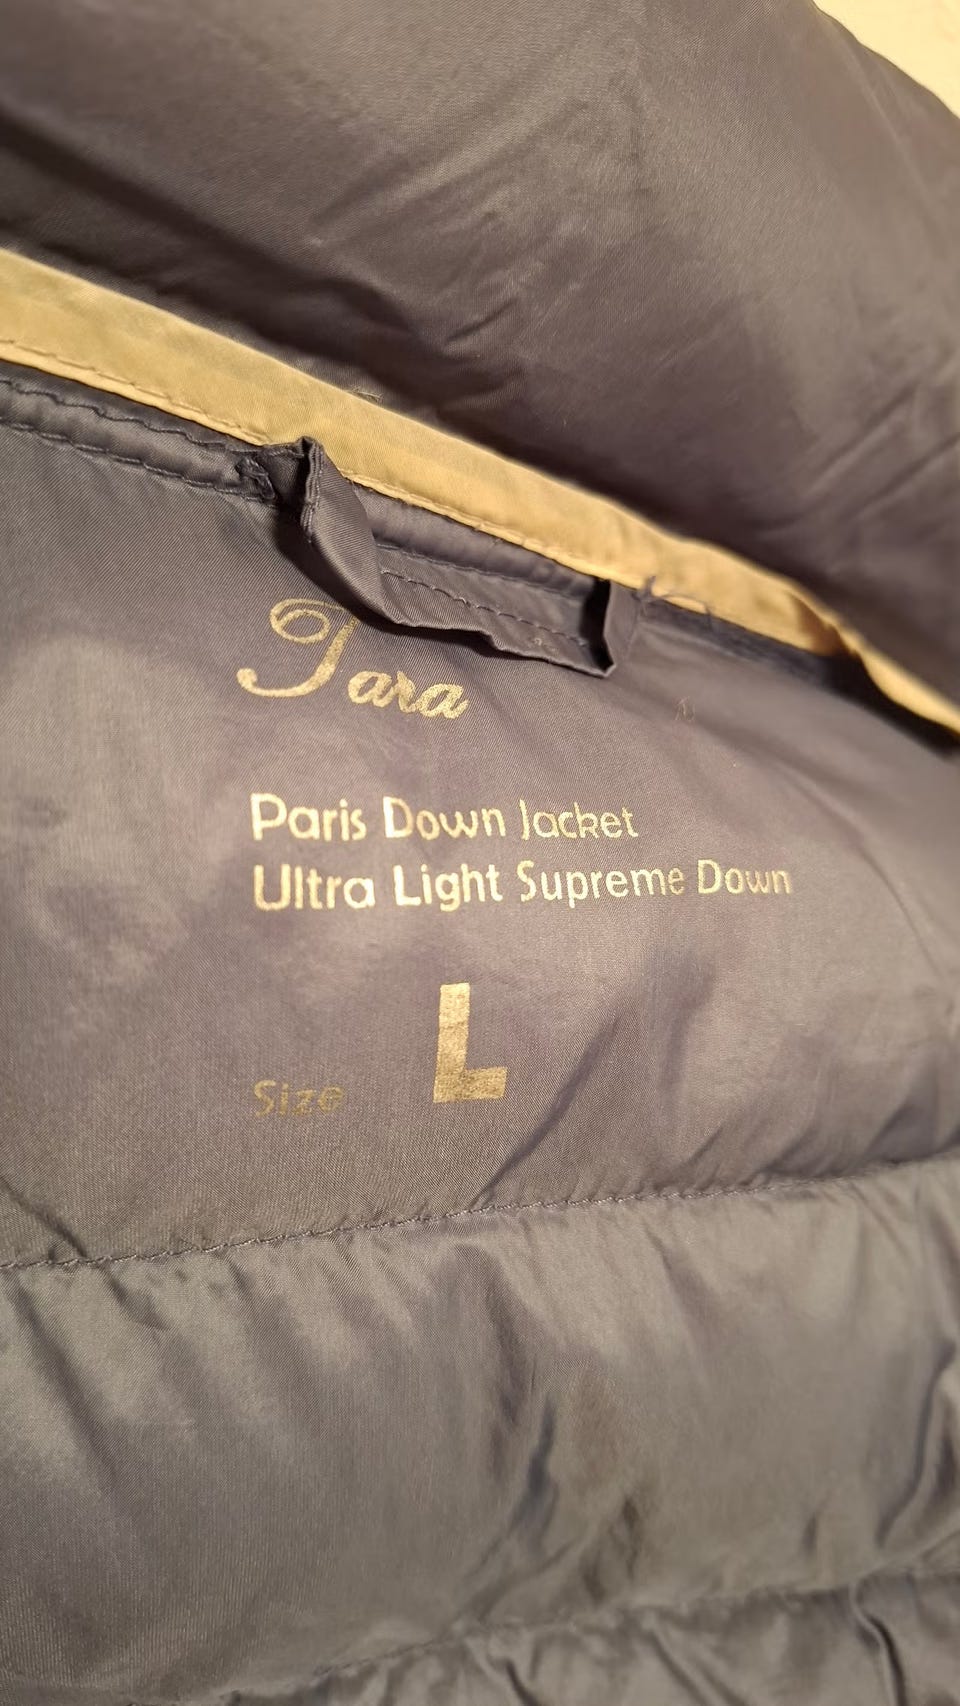 Tara
Paris Down Jacket
Ultra Light Supreme Down
Size L